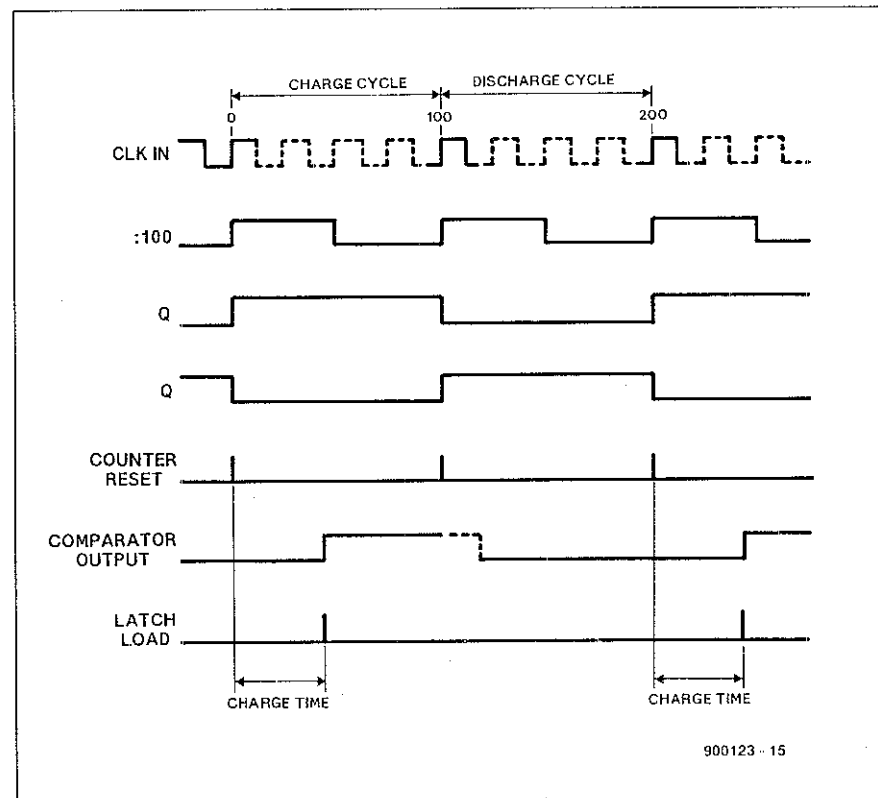 CHARGE CYCLE DISCHARGE CYCLE
0 100 200
CLK IN
:100
Q
Q
COUNTER
RESET
COMPARATOR
OUTPUT
LATCH
LOAD
CHARGE TIME CHARGE TIME
900123 - 15